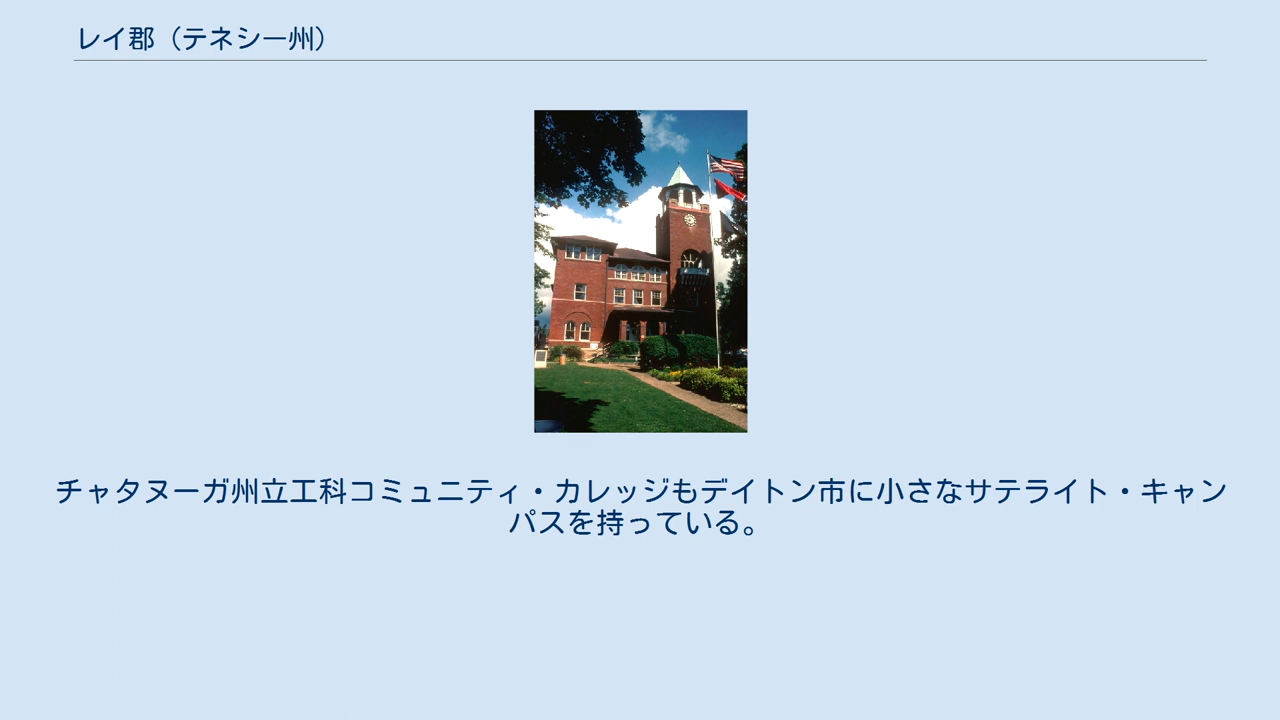 レイ郡（テネシー州）
チャタヌーガ州立工科コミュニティ・カレッジもデイトン市に小さなサテライト・キャン
パスを持っている。